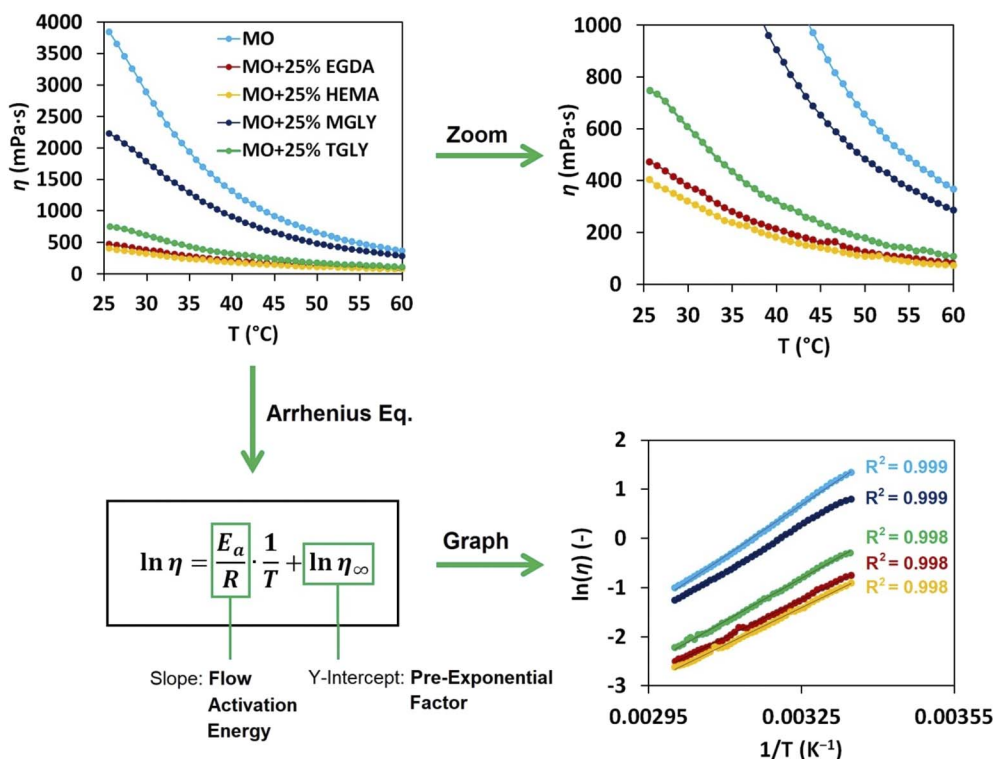 4000
3500
3000
2500
2000
1500
1000
500
0
η (mPa·s)
MO
MO+25% EGDA
MO+25% HEMA
MO+25% MGLY
MO+25% TGLY
25 30 35 40 45 50 55 60
T (°C)
Zoom
1000
800
600
400
200
0
η (mPa·s)
25 30 35 40 45 50 55 60
T (°C)
Arrhenius Eq.
ln η = E_a/R · 1/T + ln η_∞
Slope: Flow
Activation
Energy
Y-Intercept: Pre-Exponential
Factor
Graph
2
1
0
-1
-2
-3
ln(η) (-)
R² = 0.999
R² = 0.999
R² = 0.998
R² = 0.998
R² = 0.998
0.00295 0.00325 0.00355
1/T (K⁻¹)